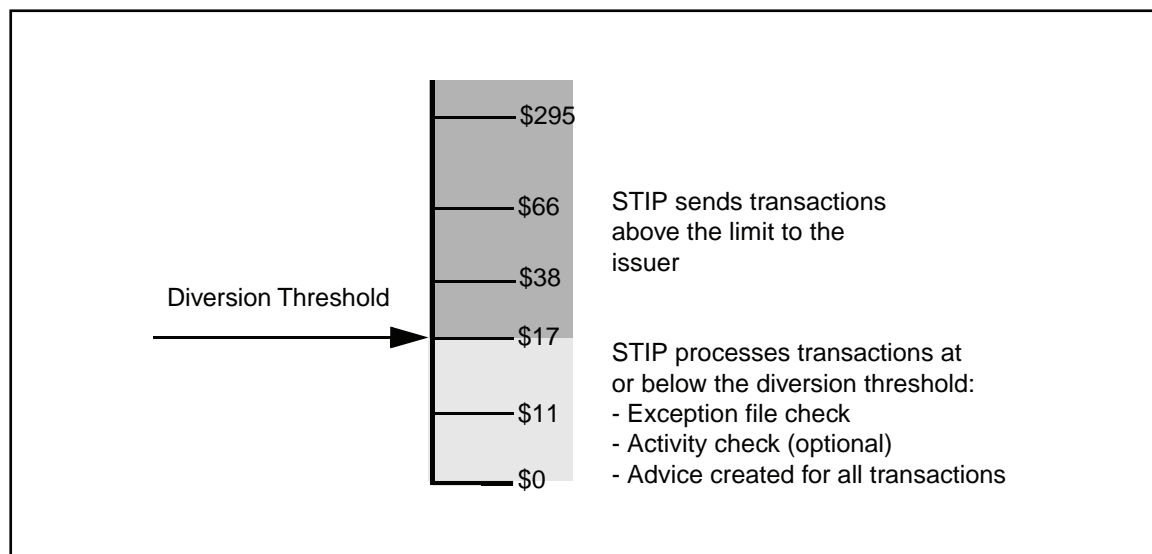 $295
$66
STIP sends transactions
above the limit to the
issuer
$38
Diversion Threshold
$17
STIP processes transactions at
or below the diversion threshold:
- Exception file check
$11
- Activity check (optional)
- Advice created for all transactions
$0